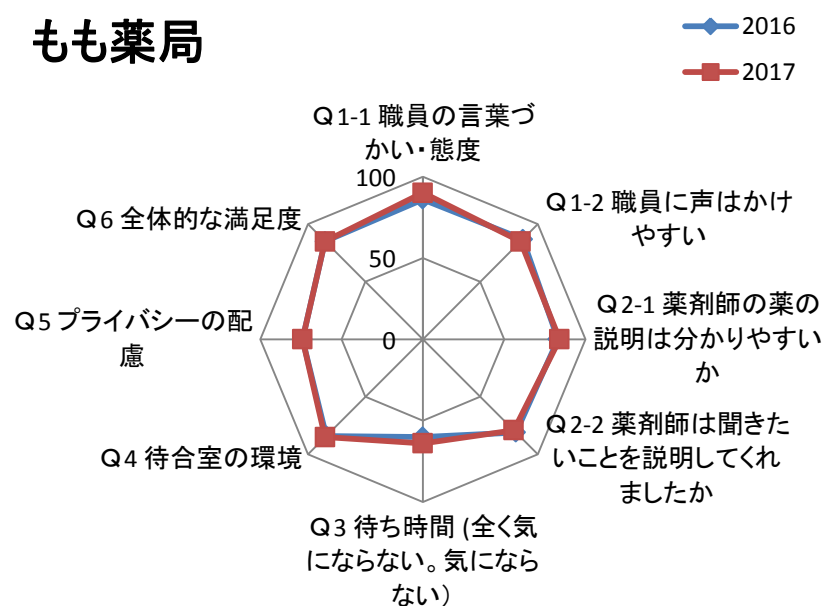 もも薬局
2016
2017
Q1-1 職員の言葉づ
かい・態度
Q1-2 職員に声はかけ
やすい
Q2-1 薬剤師の薬の
説明は分かりやすい
か
Q2-2 薬剤師は聞きた
いことを説明してくれ
ましたか
Q3 待ち時間 (全く気
にならない。気になら
ない）
Q4 待合室の環境
Q5 プライバシーの配
慮
Q6 全体的な満足度
100
50
0